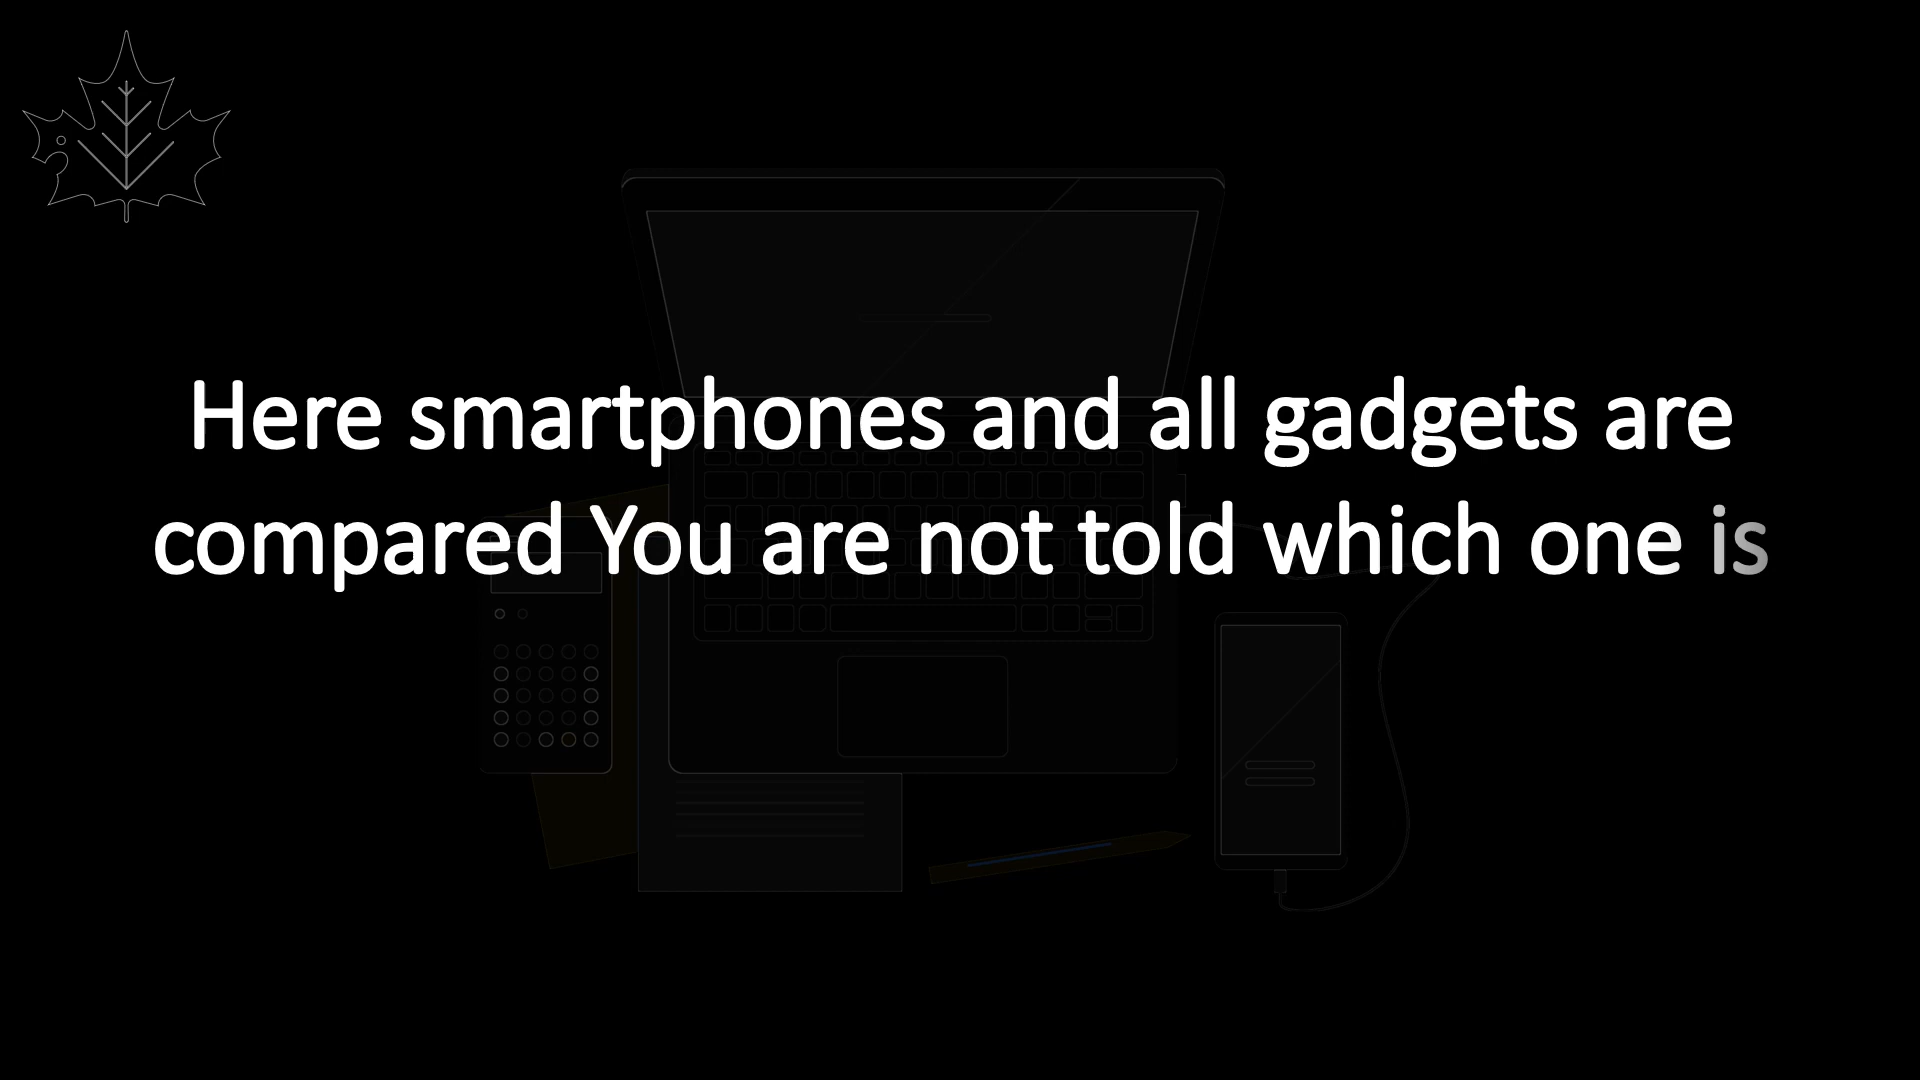 Here smartphones and all gadgets are
compared You are not told which one is